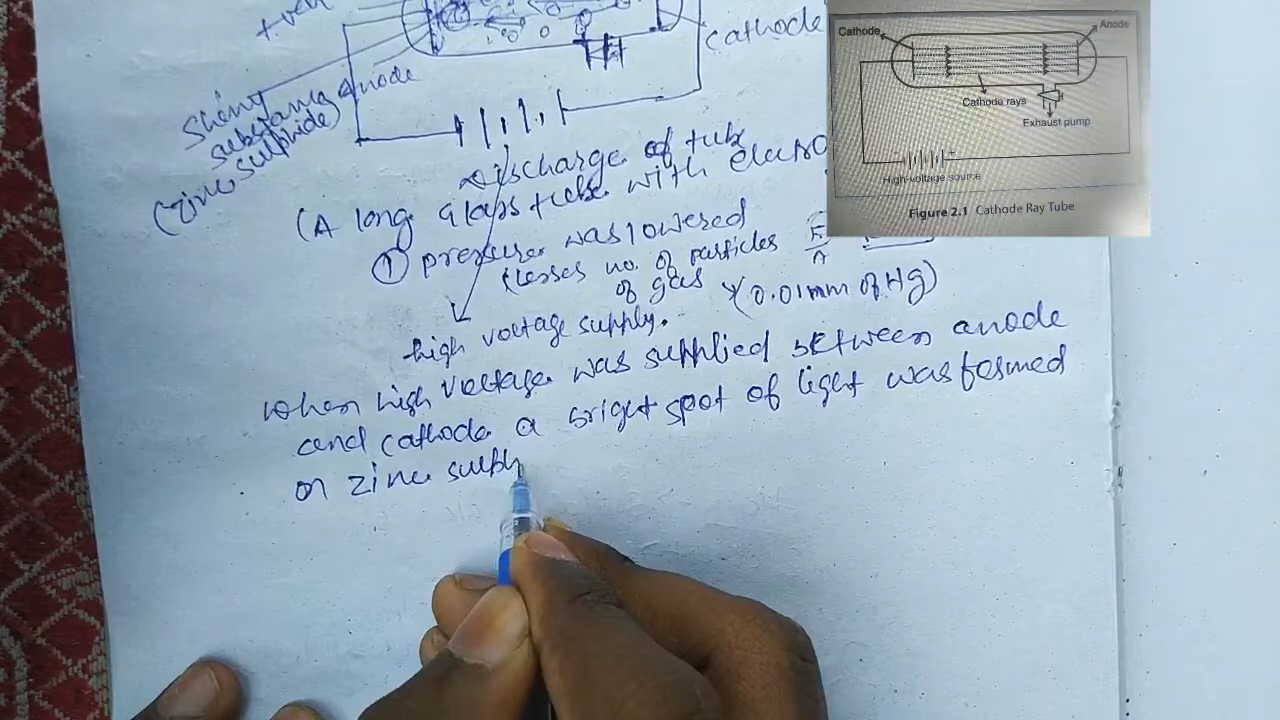 +ve
cathode
anode
Shiny
substance
(zinc sulphide)
Discharge of tube
(A long Glass tube with electro
① pressure was lowered
(lesses no. of particles F/A
of gas (0.01mm of Hg)
high voltage supply.
when high voltage was supplied between anode
and cathode a bright spot of light was formed
on zinc sulph
Cathode
Anode
Cathode rays
Exhaust pump
High-voltage source
Figure 2.1 Cathode Ray Tube